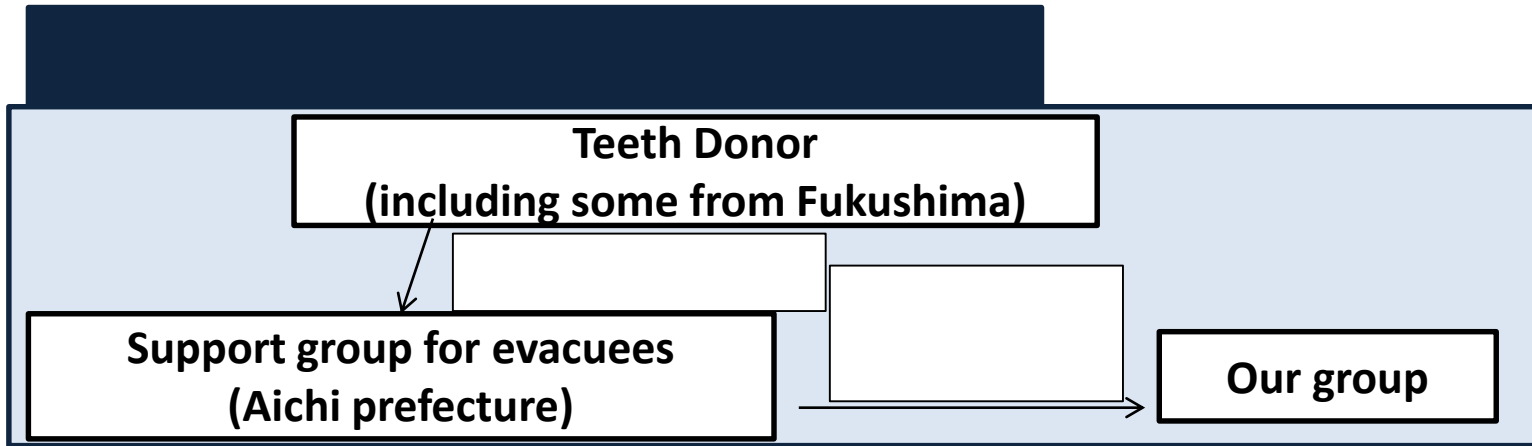 Teeth Donor
(including some from Fukushima)
Support group for evacuees
(Aichi prefecture)
Our group